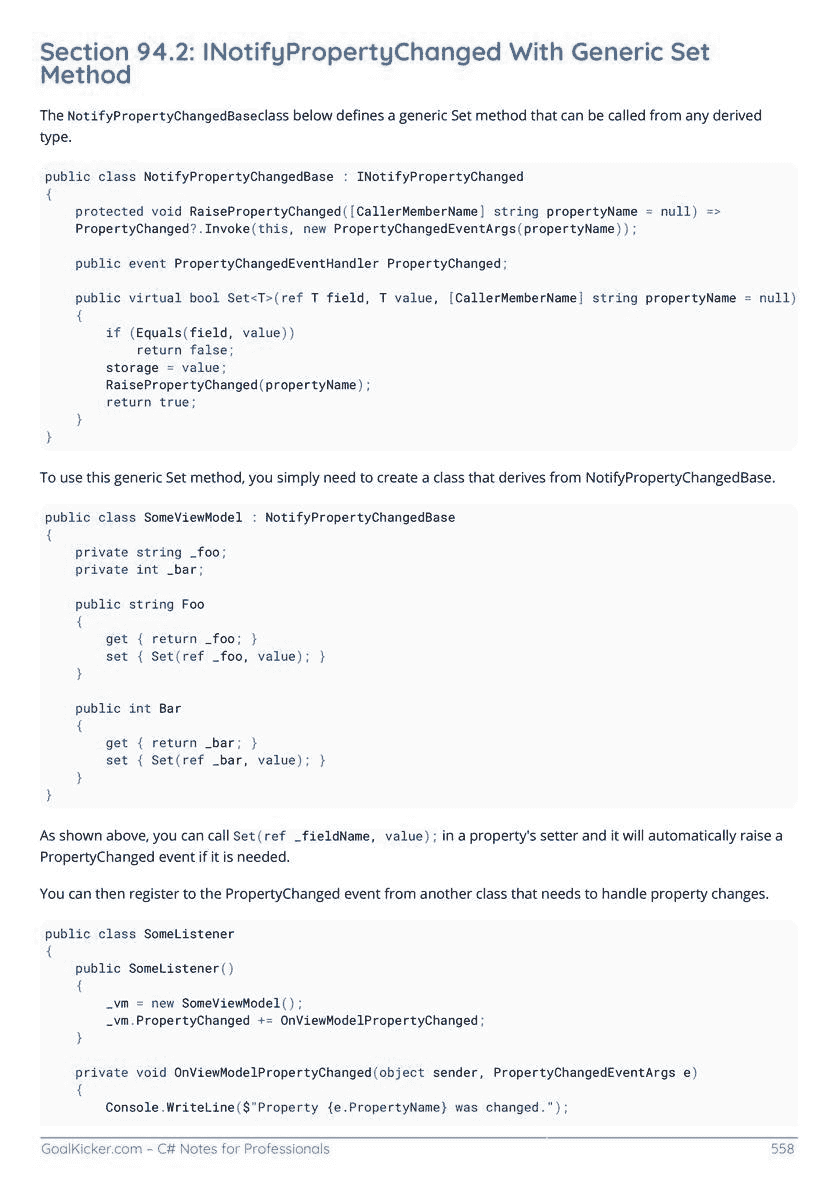 Section 94.2: INotifyPropertyChanged With Generic Set
Method
The NotifyPropertyChangedBaseclass below defines a generic Set method that can be called from any derived
type.
public class NotifyPropertyChangedBase : INotifyPropertyChanged
{
    protected void RaisePropertyChanged([CallerMemberName] string propertyName = null) =>
    PropertyChanged?.Invoke(this, new PropertyChangedEventArgs(propertyName));

    public event PropertyChangedEventHandler PropertyChanged;

    public virtual bool Set<T>(ref T field, T value, [CallerMemberName] string propertyName = null)
    {
        if (Equals(field, value))
            return false;
        storage = value;
        RaisePropertyChanged(propertyName);
        return true;
    }
}
To use this generic Set method, you simply need to create a class that derives from NotifyPropertyChangedBase.
public class SomeViewModel : NotifyPropertyChangedBase
{
    private string _foo;
    private int _bar;

    public string Foo
    {
        get { return _foo; }
        set { Set(ref _foo, value); }
    }

    public int Bar
    {
        get { return _bar; }
        set { Set(ref _bar, value); }
    }
}
As shown above, you can call Set(ref _fieldName, value); in a property's setter and it will automatically raise a
PropertyChanged event if it is needed.
You can then register to the PropertyChanged event from another class that needs to handle property changes.
public class SomeListener
{
    public SomeListener()
    {
        _vm = new SomeViewModel();
        _vm.PropertyChanged += OnViewModelPropertyChanged;
    }

    private void OnViewModelPropertyChanged(object sender, PropertyChangedEventArgs e)
    {
        Console.WriteLine($"Property {e.PropertyName} was changed.");
GoalKicker.com – C# Notes for Professionals 558